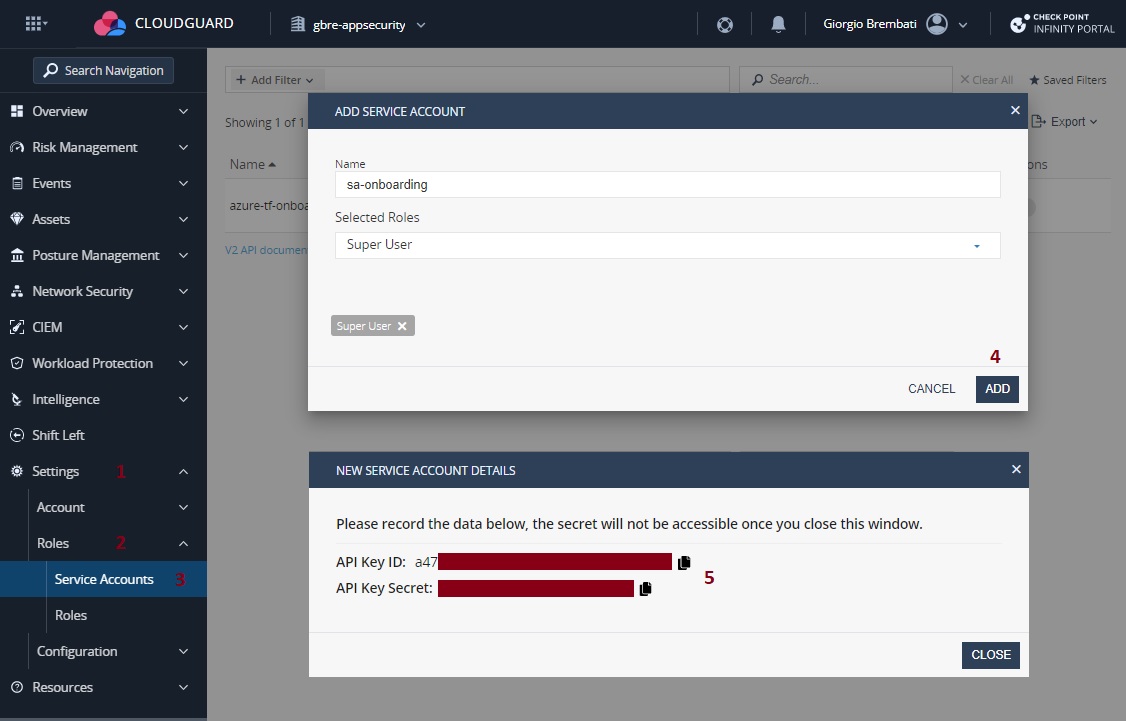 CLOUDGUARD
gbre-appsecurity
Giorgio Brembati
CHECK POINT
INFINITY PORTAL
Search Navigation
Overview
Risk Management
Events
Assets
Posture Management
Network Security
CIEM
Workload Protection
Intelligence
Shift Left
Settings 1
Account
Roles 2
Service Accounts 3
Roles
Configuration
Resources
+ Add Filter
Search...
Clear All
Saved Filters
Showing 1 of 1
Export
Name
ons
azure-tf-onboa
V2 API documen
ADD SERVICE ACCOUNT
Name
sa-onboarding
Selected Roles
Super User
Super User
4
CANCEL
ADD
NEW SERVICE ACCOUNT DETAILS
Please record the data below, the secret will not be accessible once you close this window.
API Key ID: a47
API Key Secret:
5
CLOSE